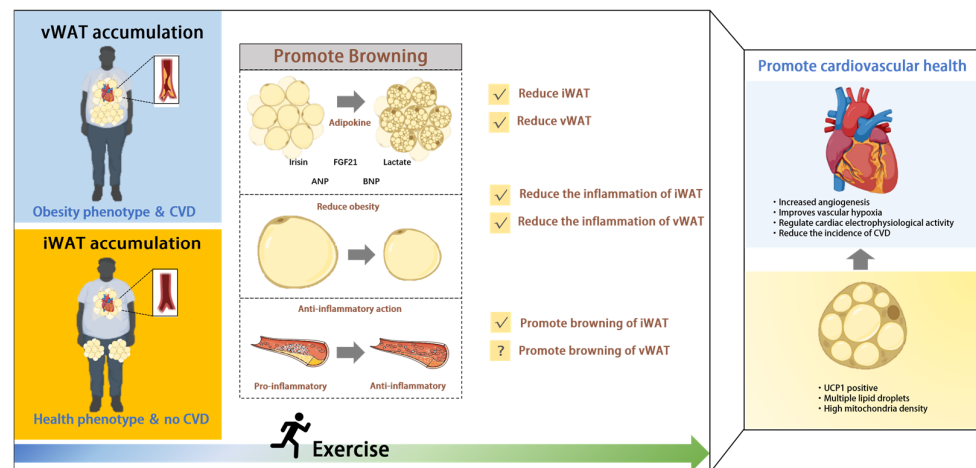 vWAT accumulation
Obesity phenotype & CVD
iWAT accumulation
Health phenotype & no CVD
Promote Browning
Adipokine
Irisin FGF21 Lactate
ANP BNP
Reduce obesity
Anti-inflammatory action
Pro-inflammatory Anti-inflammatory
✓ Reduce iWAT
✓ Reduce vWAT
✓ Reduce the inflammation of iWAT
✓ Reduce the inflammation of vWAT
✓ Promote browning of iWAT
? Promote browning of vWAT
Exercise
Promote cardiovascular health
• Increased angiogenesis
• Improves vascular hypoxia
• Regulate cardiac electrophysiological activity
• Reduce the incidence of CVD
• UCP1 positive
• Multiple lipid droplets
• High mitochondria density